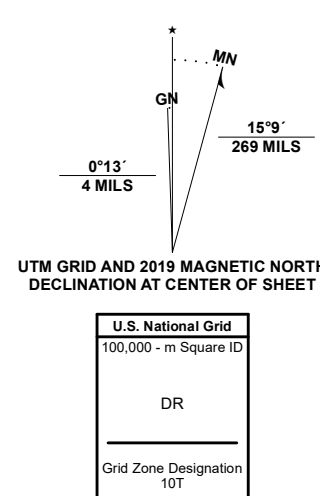 ★
MN
GN
15°9´
269 MILS
0°13´
4 MILS
UTM GRID AND 2019 MAGNETIC NORTH
DECLINATION AT CENTER OF SHEET
U.S. National Grid
100,000 - m Square ID
DR
Grid Zone Designation
10T